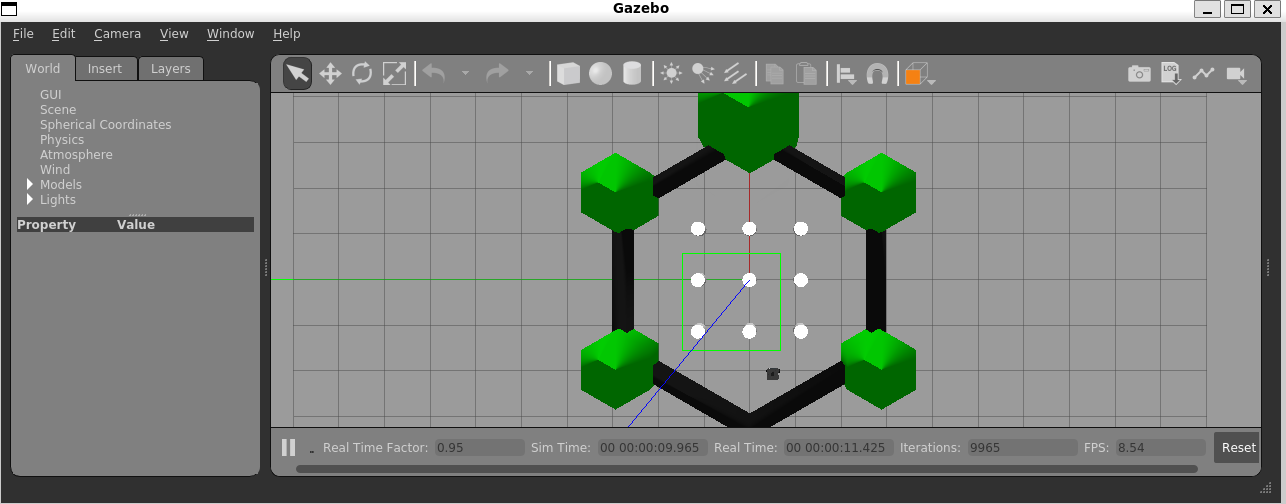 Gazebo
File Edit Camera View Window Help
World Insert Layers
LOG
GUI
Scene
Spherical Coordinates
Physics
Atmosphere
Wind
Models
Lights
Property Value
Real Time Factor: 0.95 Sim Time: 00 00:00:09.965 Real Time: 00 00:00:11.425 Iterations: 9965 FPS: 8.54 Reset